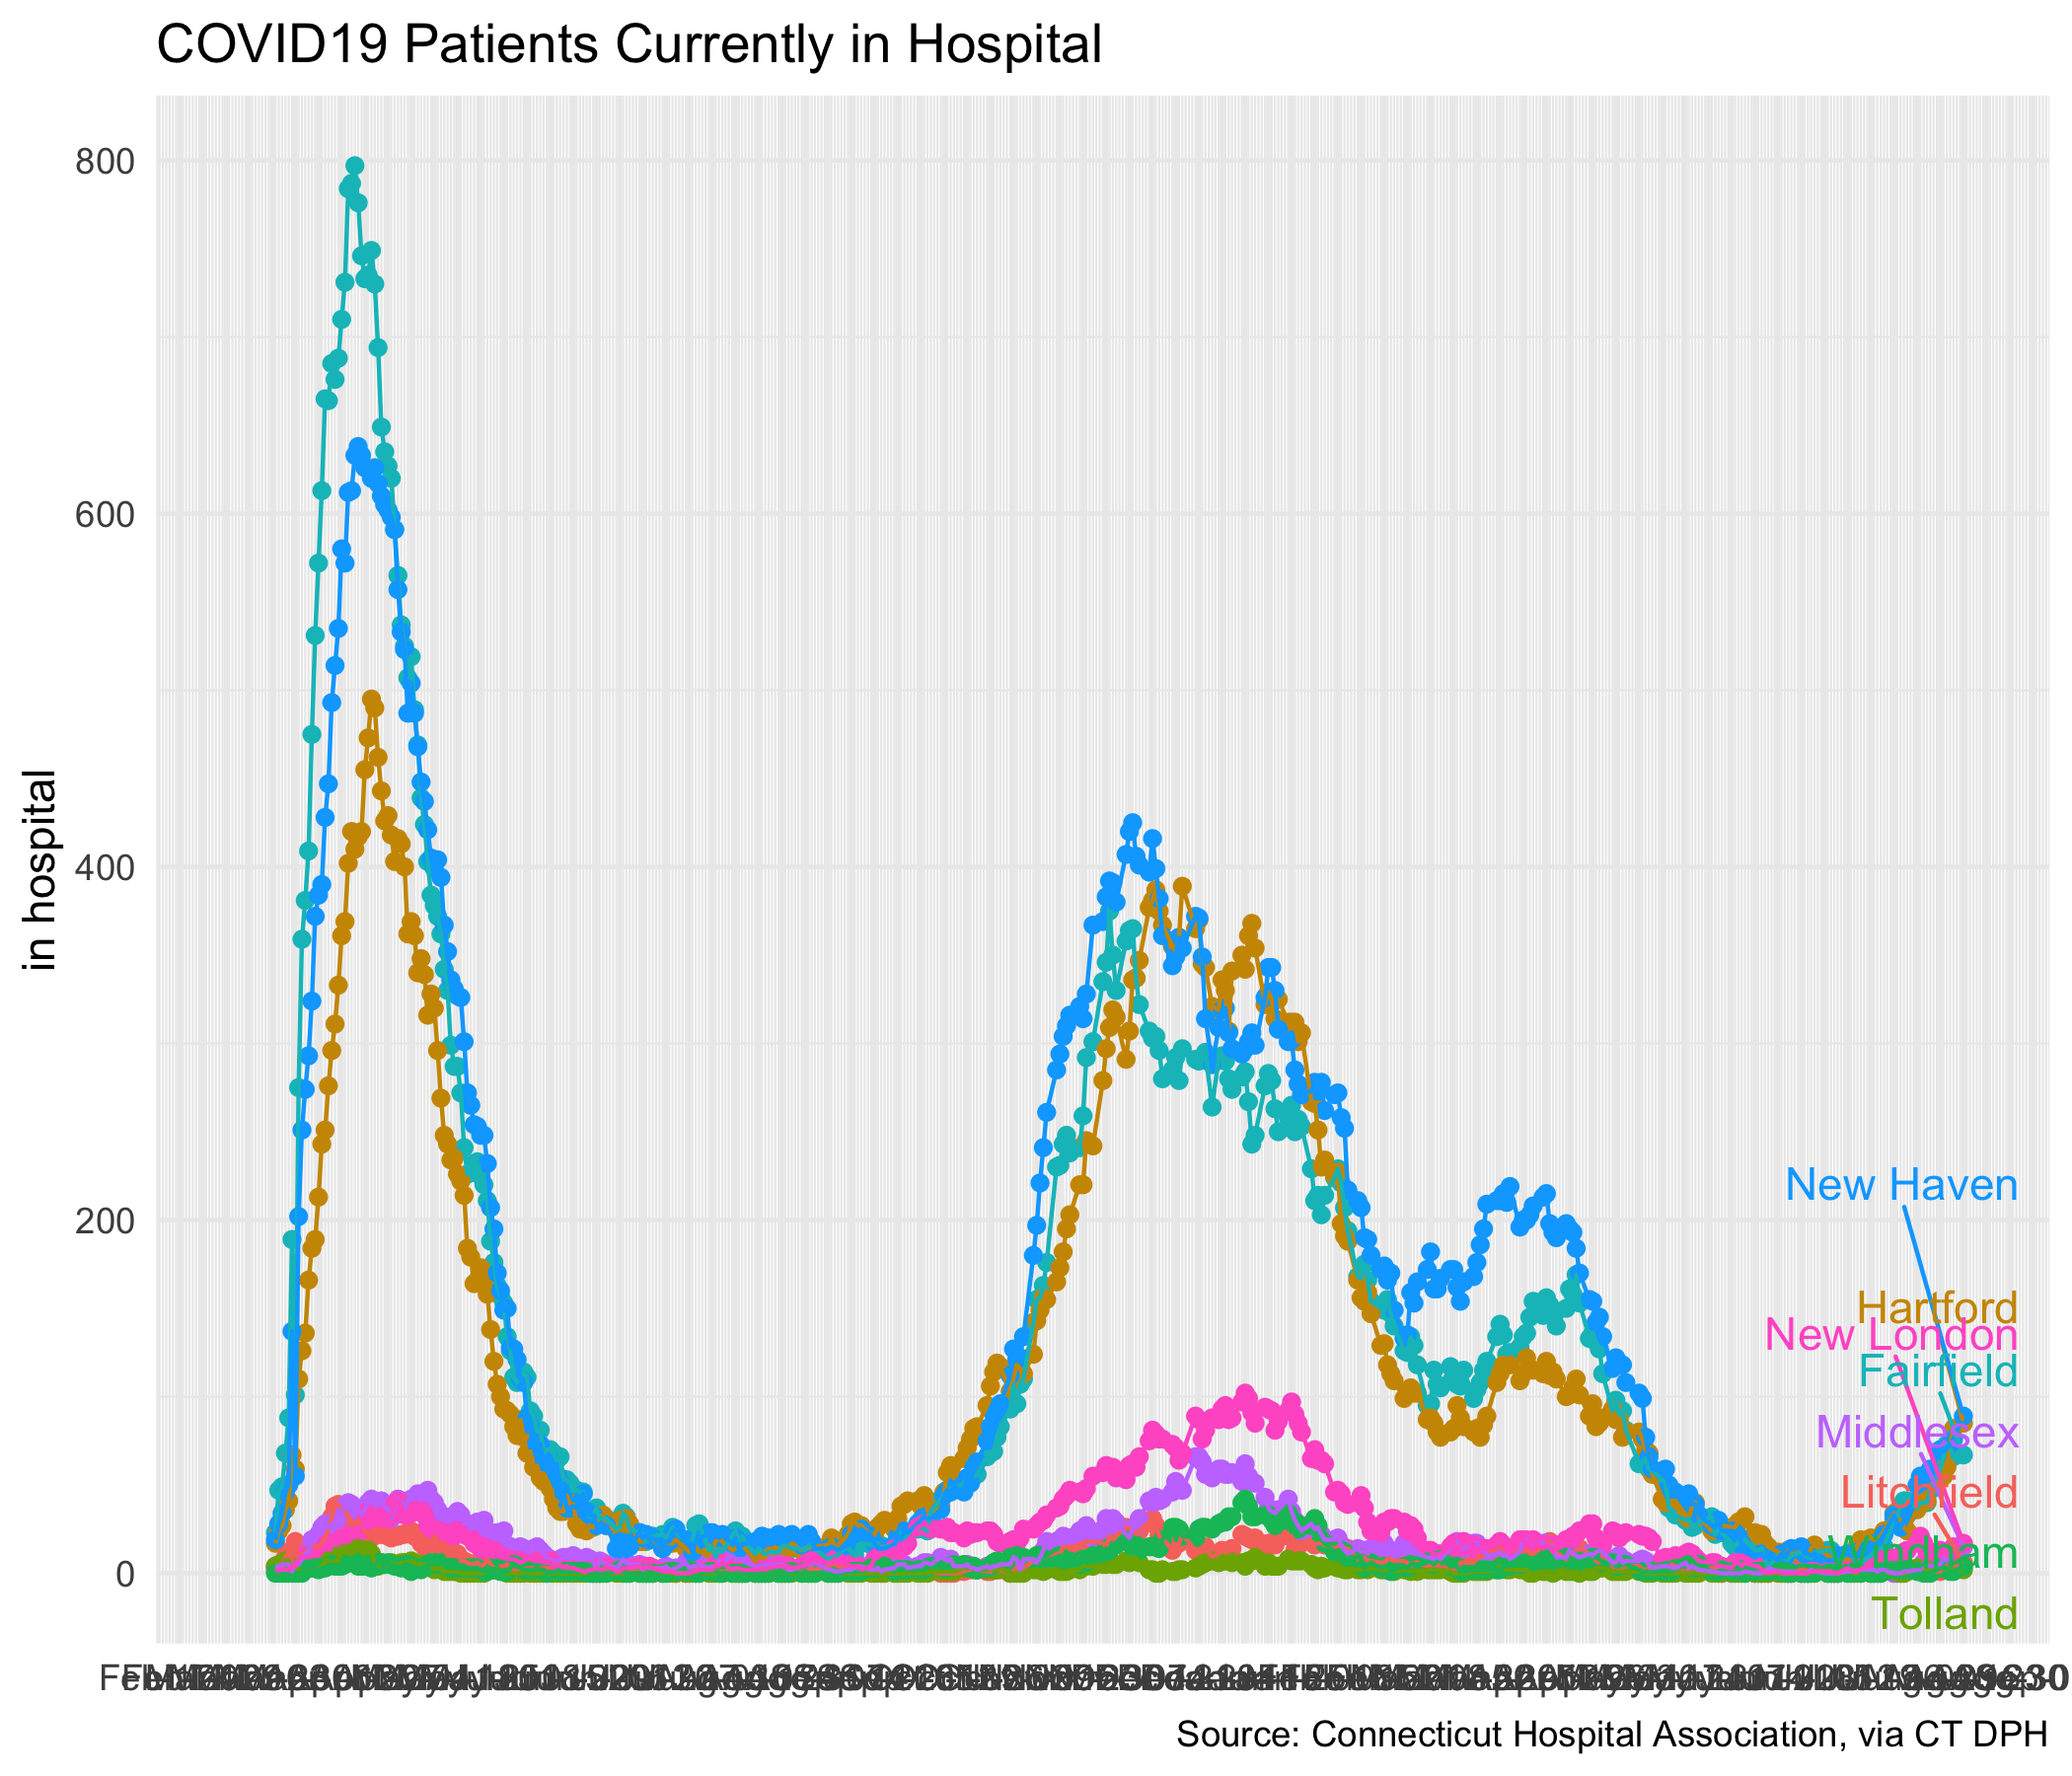 COVID19 Patients Currently in Hospital
800
600
400
200
0
in hospital
New Haven
Hartford
New London
Fairfield
Middlesex
Litchfield
Windham
Tolland
Source: Connecticut Hospital Association, via CT DPH